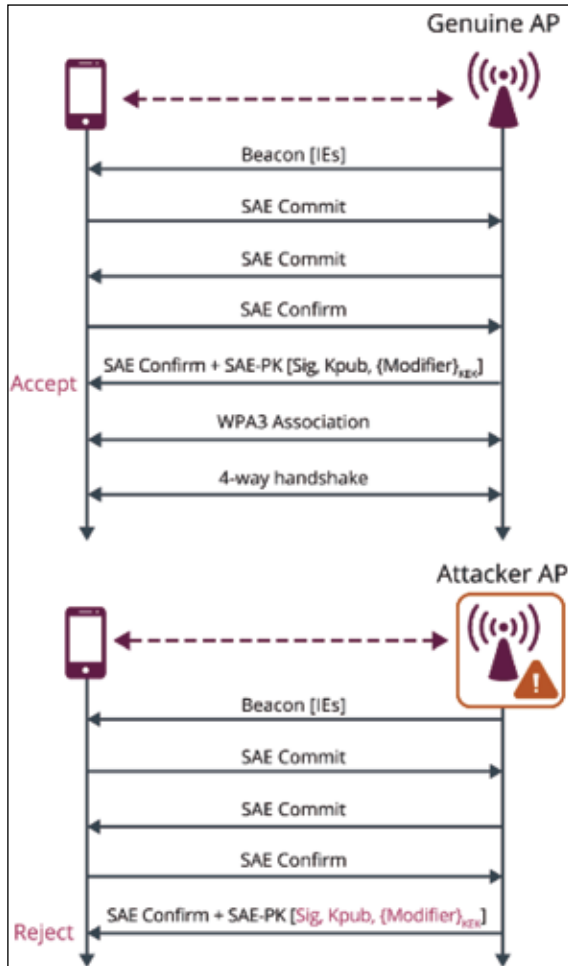 Genuine AP
Beacon [IEs]
SAE Commit
SAE Commit
SAE Confirm
SAE Confirm + SAE-PK [Sig, Kpub, {Modifier}KEK]
Accept
WPA3 Association
4-way handshake
Attacker AP
!
Beacon [IEs]
SAE Commit
SAE Commit
SAE Confirm
SAE Confirm + SAE-PK [Sig, Kpub, {Modifier}KEK]
Reject